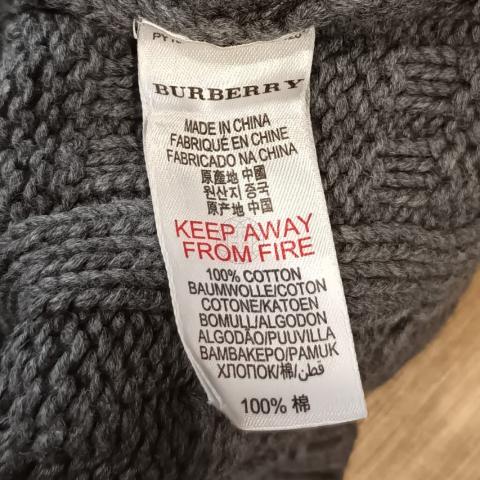 BURBERRY
MADE IN CHINA
FABRIQUÉ EN CHINE
FABRICADO NA CHINA
原產地 中國
원산지 중국
原产地 中国
KEEP AWAY
FROM FIRE
100% COTTON
BAUMWOLLE/COTON
COTONE/KATOEN
BOMULL/ALGODON
ALGODÃO/PUUVILLA
BAMBAKEPO/PAMUK
ХЛОПОК/棉/قطن
100% 棉